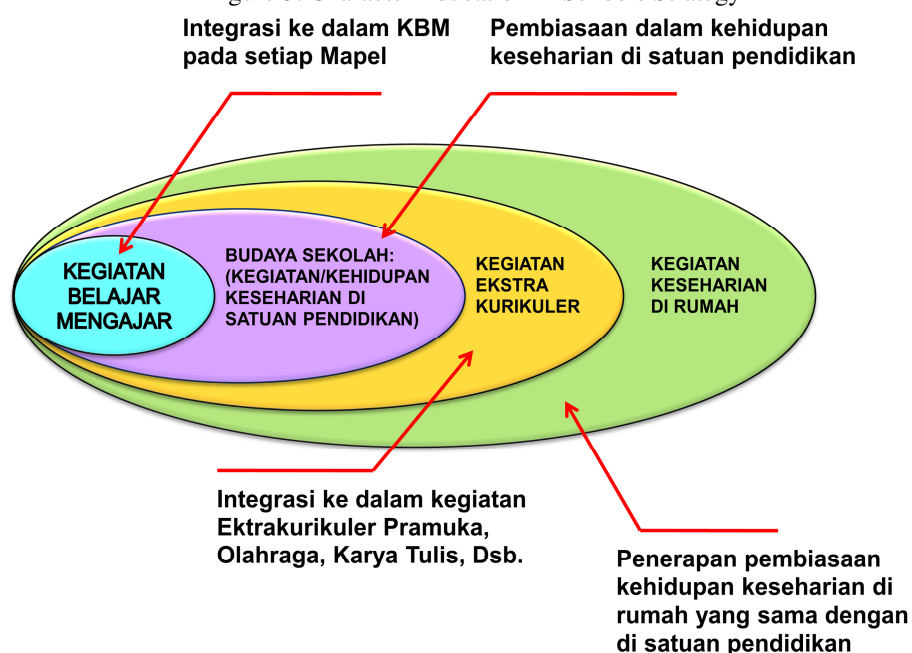 Integrasi ke dalam KBM
pada setiap Mapel
Pembiasaan dalam kehidupan
keseharian di satuan pendidikan
KEGIATAN
BELAJAR
MENGAJAR
BUDAYA SEKOLAH:
(KEGIATAN/KEHIDUPAN
KESEHARIAN DI
SATUAN PENDIDIKAN)
KEGIATAN
EKSTRA
KURIKULER
KEGIATAN
KESEHARIAN
DI RUMAH
Integrasi ke dalam kegiatan
Ektrakurikuler Pramuka,
Olahraga, Karya Tulis, Dsb.
Penerapan pembiasaan
kehidupan keseharian di
rumah yang sama dengan
di satuan pendidikan